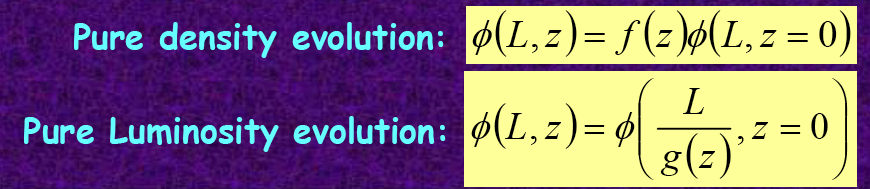 Pure density evolution: ϕ(L, z) = f(z)ϕ(L, z = 0)
Pure Luminosity evolution: ϕ(L, z) = ϕ(L/g(z), z = 0)